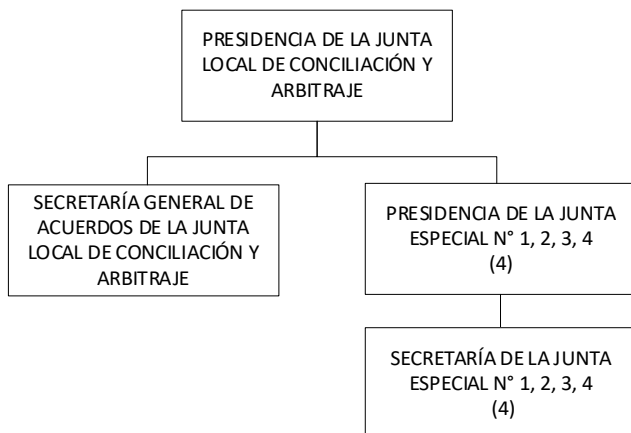 PRESIDENCIA DE LA JUNTA
LOCAL DE CONCILIACIÓN Y
ARBITRAJE
SECRETARÍA GENERAL DE
ACUERDOS DE LA JUNTA
LOCAL DE CONCILIACIÓN Y
ARBITRAJE
PRESIDENCIA DE LA JUNTA
ESPECIAL N° 1, 2, 3, 4
(4)
SECRETARÍA DE LA JUNTA
ESPECIAL N° 1, 2, 3, 4
(4)